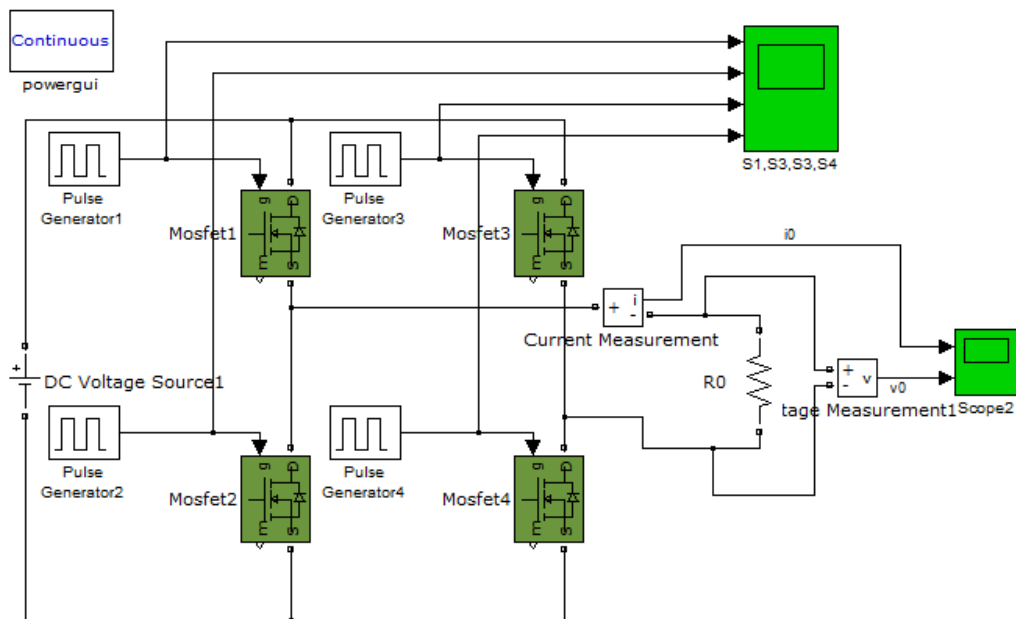 Continuous
powergui
S1,S3,S3,S4
Pulse
Generator1
Pulse
Generator3
g
D
m
S
Mosfet1
g
D
m
S
Mosfet3
i0
+
i
-
Current Measurement
+
DC Voltage Source1
R0
+
-
v
v0
tage Measurement1
Scope2
Pulse
Generator2
Pulse
Generator4
g
D
m
S
Mosfet2
g
D
m
S
Mosfet4